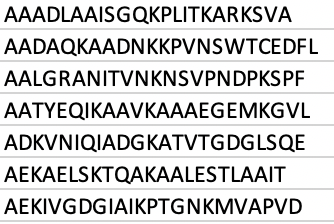 AAADLAAISGQKPLITKARKSVA
AADAQKAADNKKPVNSWTCEDFL
AALGRANITVNKNSVPNDPKSPF
AATYEQIKAAVKAAAEGEMKGVL
ADKVNIQIADGKATVTGDGLSQE
AEKAELSKTQAKAALESTLAAIT
AEKIVGDGIAIKPTGNKMVAPVD